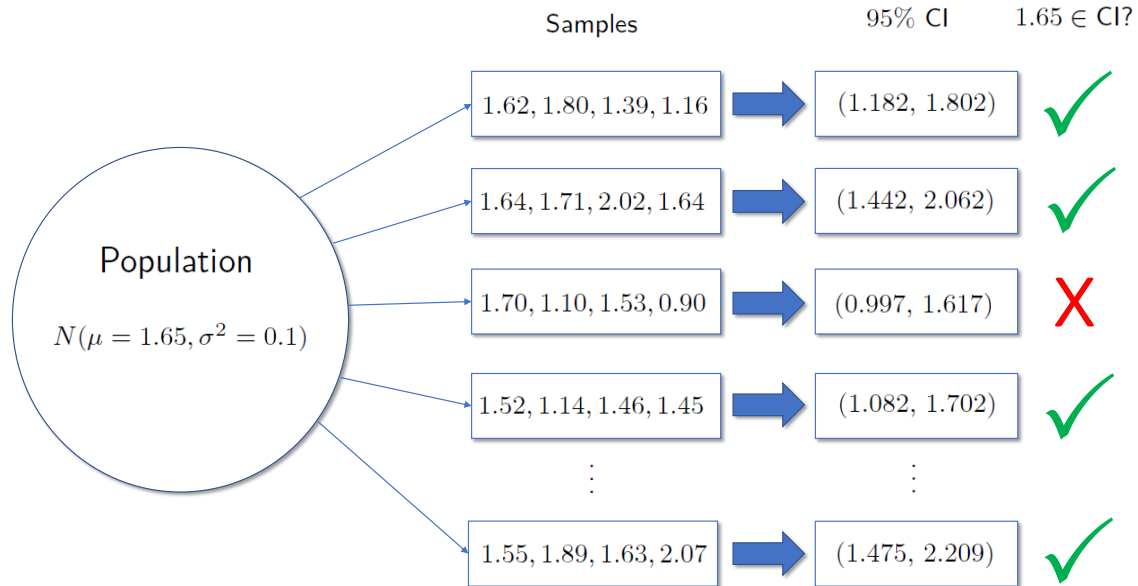 Samples 95% CI 1.65 ∈ CI?
1.62, 1.80, 1.39, 1.16 (1.182, 1.802) ✓
1.64, 1.71, 2.02, 1.64 (1.442, 2.062) ✓
Population
N(μ = 1.65, σ² = 0.1)
1.70, 1.10, 1.53, 0.90 (0.997, 1.617) X
1.52, 1.14, 1.46, 1.45 (1.082, 1.702) ✓
⋮ ⋮
1.55, 1.89, 1.63, 2.07 (1.475, 2.209) ✓